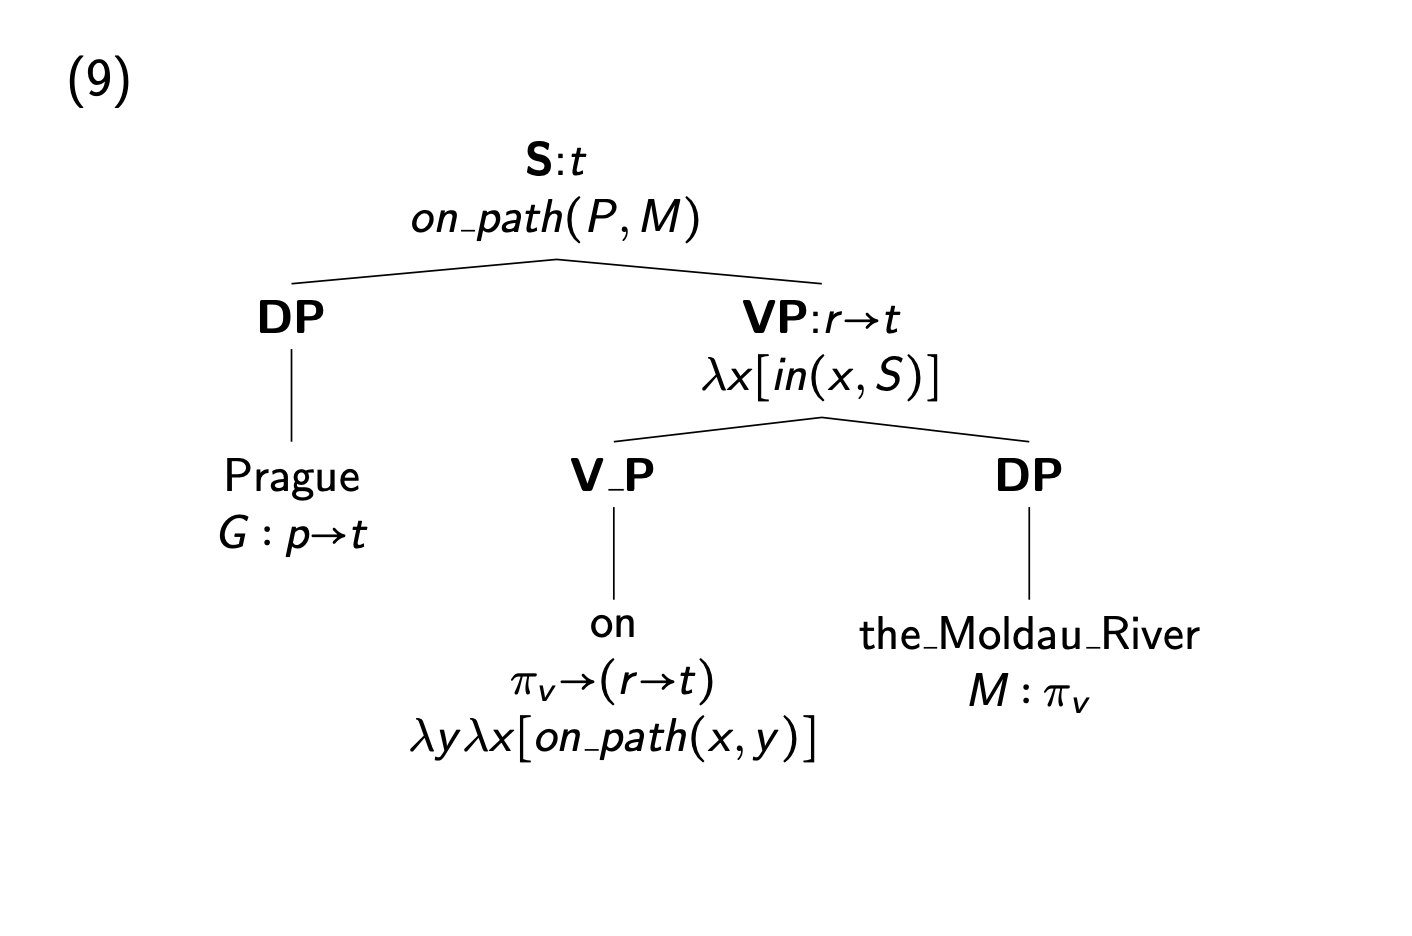 (9)
S:t
on_path(P, M)
DP VP:r→t
λx[in(x, S)]
Prague V_P DP
G : p→t
on the_Moldau_River
π_v→(r→t) M : π_v
λyλx[on_path(x, y)]